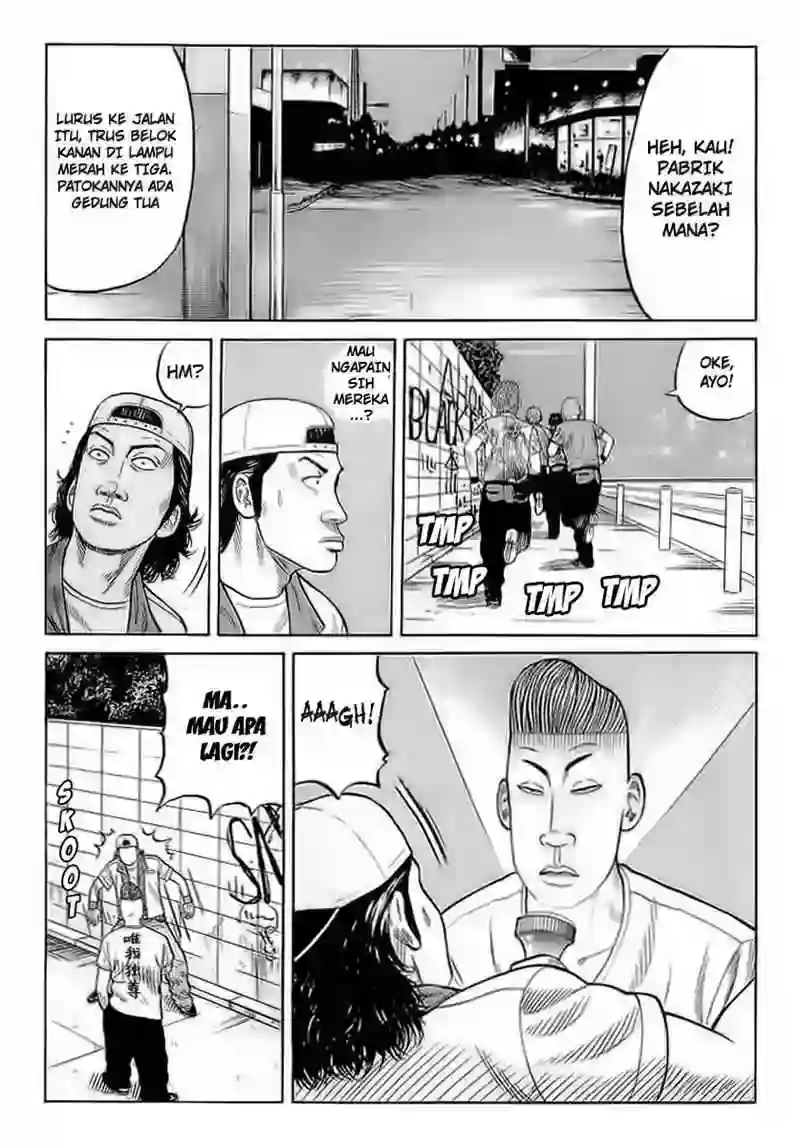 HEH, KAU!
PABRIK
NAKAZAKI
SEBELAH
MANA?
LURUS KE JALAN
ITU, TRUS BELOK
KANAN DI LAMPU
MERAH KE TIGA.
PATOKANNYA ADA
GEDUNG TUA
OKE,
AYO!
BLACK
TMP
TMP
TMP
TMP
MAU
NGAPAIN
SIH
MEREKA
...?
HM?
AAAGH!
MA..
MAU APA
LAGI?!
SKOOT
唯我独尊